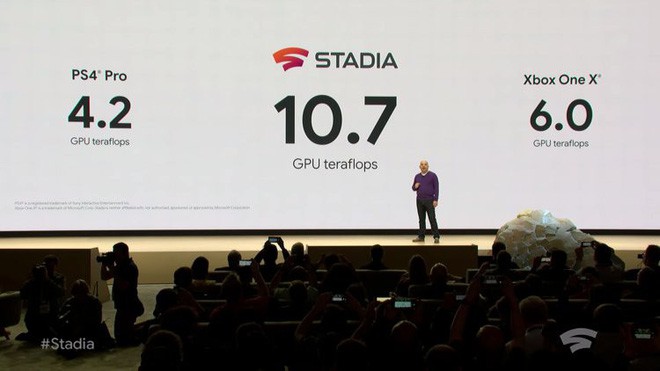 STADIA
PS4® Pro
4.2
GPU teraflops
10.7
GPU teraflops
Xbox One X®
6.0
GPU teraflops
#Stadia